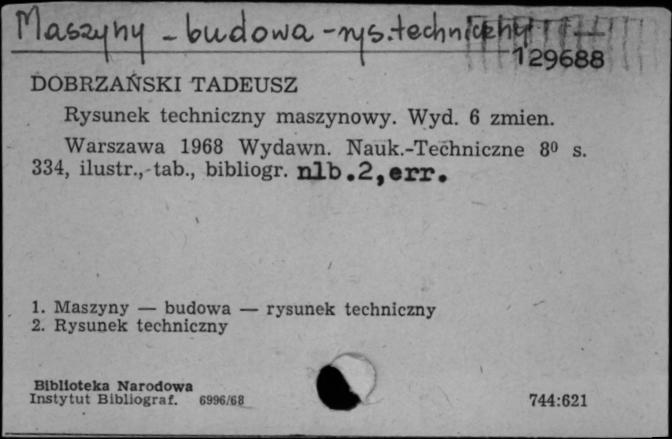 Maszyny - budowa - rys. techniczny
129688
DOBRZAŃSKI TADEUSZ
Rysunek techniczny maszynowy. Wyd. 6 zmien.
Warszawa 1968 Wydawn. Nauk.-Techniczne 8⁰ s.
334, ilustr., tab., bibliogr. nlb.2,err.
1. Maszyny — budowa — rysunek techniczny
2. Rysunek techniczny
Biblioteka Narodowa
Instytut Bibliograf. 6996/68
744:621